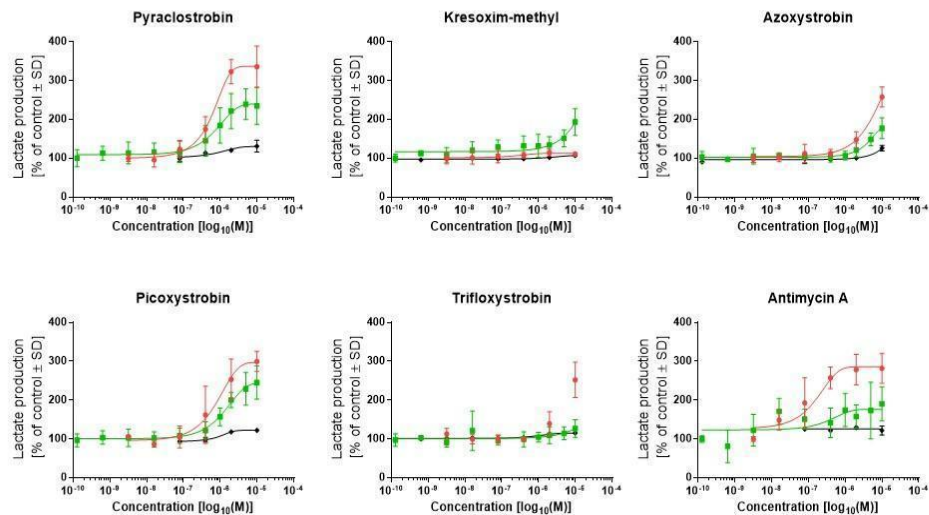 Pyraclostrobin
Lactate production
[% of control ± SD]
400
300
200
100
0
10⁻¹⁰ 10⁻⁹ 10⁻⁸ 10⁻⁷ 10⁻⁶ 10⁻⁵ 10⁻⁴
Concentration [log₁₀(M)]
Kresoxim-methyl
Lactate production
[% of control ± SD]
400
300
200
100
0
10⁻¹⁰ 10⁻⁹ 10⁻⁸ 10⁻⁷ 10⁻⁶ 10⁻⁵ 10⁻⁴
Concentration [log₁₀(M)]
Azoxystrobin
Lactate production
[% of control ± SD]
400
300
200
100
0
10⁻¹⁰ 10⁻⁹ 10⁻⁸ 10⁻⁷ 10⁻⁶ 10⁻⁵ 10⁻⁴
Concentration [log₁₀(M)]
Picoxystrobin
Lactate production
[% of control ± SD]
400
300
200
100
0
10⁻¹⁰ 10⁻⁹ 10⁻⁸ 10⁻⁷ 10⁻⁶ 10⁻⁵ 10⁻⁴
Concentration [log₁₀(M)]
Trifloxystrobin
Lactate production
[% of control ± SD]
400
300
200
100
0
10⁻¹⁰ 10⁻⁹ 10⁻⁸ 10⁻⁷ 10⁻⁶ 10⁻⁵ 10⁻⁴
Concentration [log₁₀(M)]
Antimycin A
Lactate production
[% of control ± SD]
400
300
200
100
0
10⁻¹⁰ 10⁻⁹ 10⁻⁸ 10⁻⁷ 10⁻⁶ 10⁻⁵ 10⁻⁴
Concentration [log₁₀(M)]